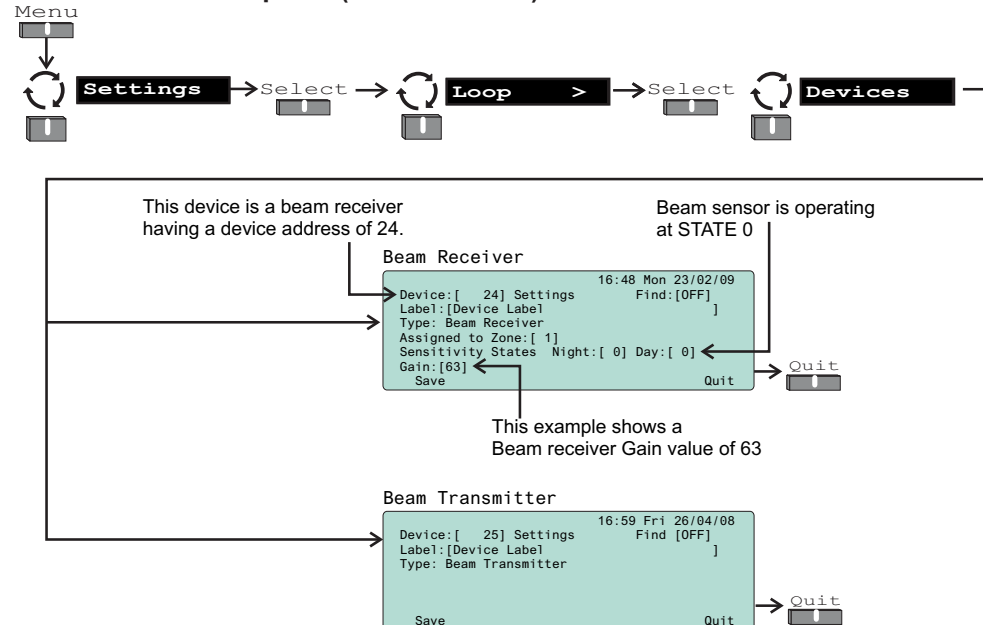 Menu
Settings
Select
Loop >
Select
Devices
This device is a beam receiver
having a device address of 24.
Beam sensor is operating
at STATE 0
Beam Receiver
16:48 Mon 23/02/09
Device:[ 24] Settings Find:[OFF]
Label:[Device Label ]
Type: Beam Receiver
Assigned to Zone:[ 1]
Sensitivity States Night:[ 0] Day:[ 0]
Gain:[63]
Save Quit
Quit
This example shows a
Beam receiver Gain value of 63
Beam Transmitter
16:59 Fri 26/04/08
Device:[ 25] Settings Find [OFF]
Label:[Device Label ]
Type: Beam Transmitter
Save Quit
Quit